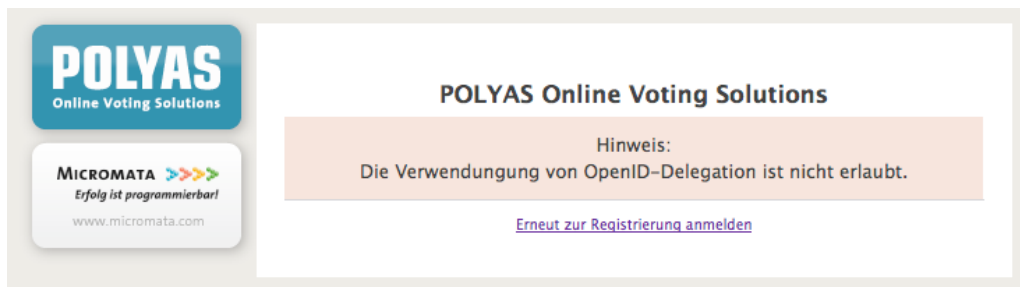 POLYAS
Online Voting Solutions
MICROMATA
Erfolg ist programmierbar!
www.micromata.com
POLYAS Online Voting Solutions
Hinweis:
Die Verwendungung von OpenID-Delegation ist nicht erlaubt.
Erneut zur Registrierung anmelden